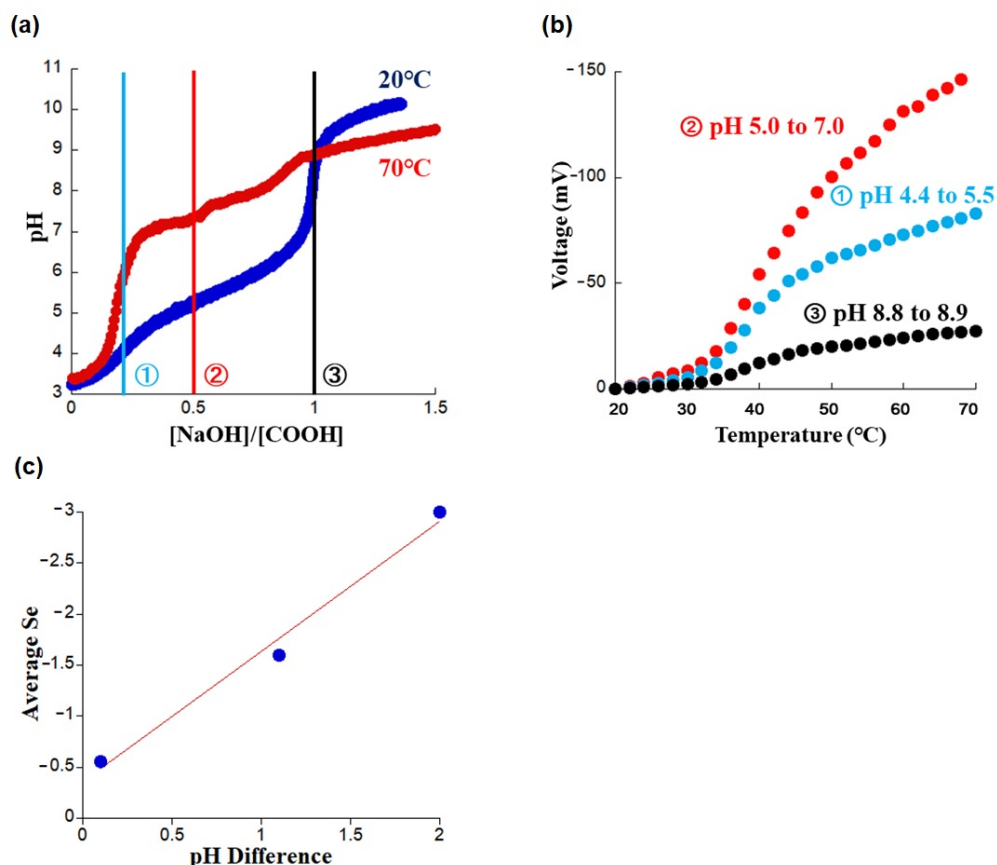 (a)
11
10
9
8
7
6
5
4
3
pH
20°C
70°C
①
②
③
0
0.5
1
1.5
[NaOH]/[COOH]
(b)
−150
−100
−50
0
Voltage (mV)
② pH 5.0 to 7.0
① pH 4.4 to 5.5
③ pH 8.8 to 8.9
20
30
40
50
60
70
Temperature (°C)
(c)
−3
−2.5
−2
−1.5
−1
−0.5
0
Average Se
0
0.5
1
1.5
2
pH Difference